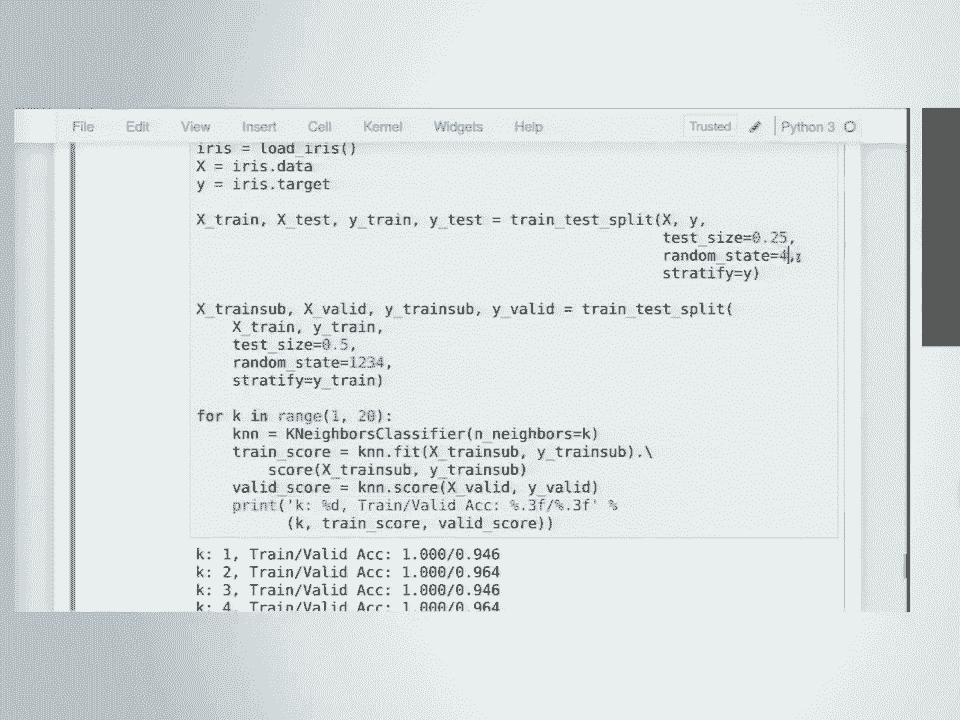 File Edit View Insert Cell Kernel Widgets Help Trusted Python 3
iris = load_iris()
X = iris.data
y = iris.target
X_train, X_test, y_train, y_test = train_test_split(X, y,
test_size=0.25,
random_state=4,
stratify=y)
X_trainsub, X_valid, y_trainsub, y_valid = train_test_split(
X_train, y_train,
test_size=0.5,
random_state=1234,
stratify=y_train)
for k in range(1, 20):
knn = KNeighborsClassifier(n_neighbors=k)
train_score = knn.fit(X_trainsub, y_trainsub).\
score(X_trainsub, y_trainsub)
valid_score = knn.score(X_valid, y_valid)
print('k: %d, Train/Valid Acc: %.3f/%.3f' %
(k, train_score, valid_score))
k: 1, Train/Valid Acc: 1.000/0.946
k: 2, Train/Valid Acc: 1.000/0.964
k: 3, Train/Valid Acc: 1.000/0.946
k: 4, Train/Valid Acc: 1.000/0.964